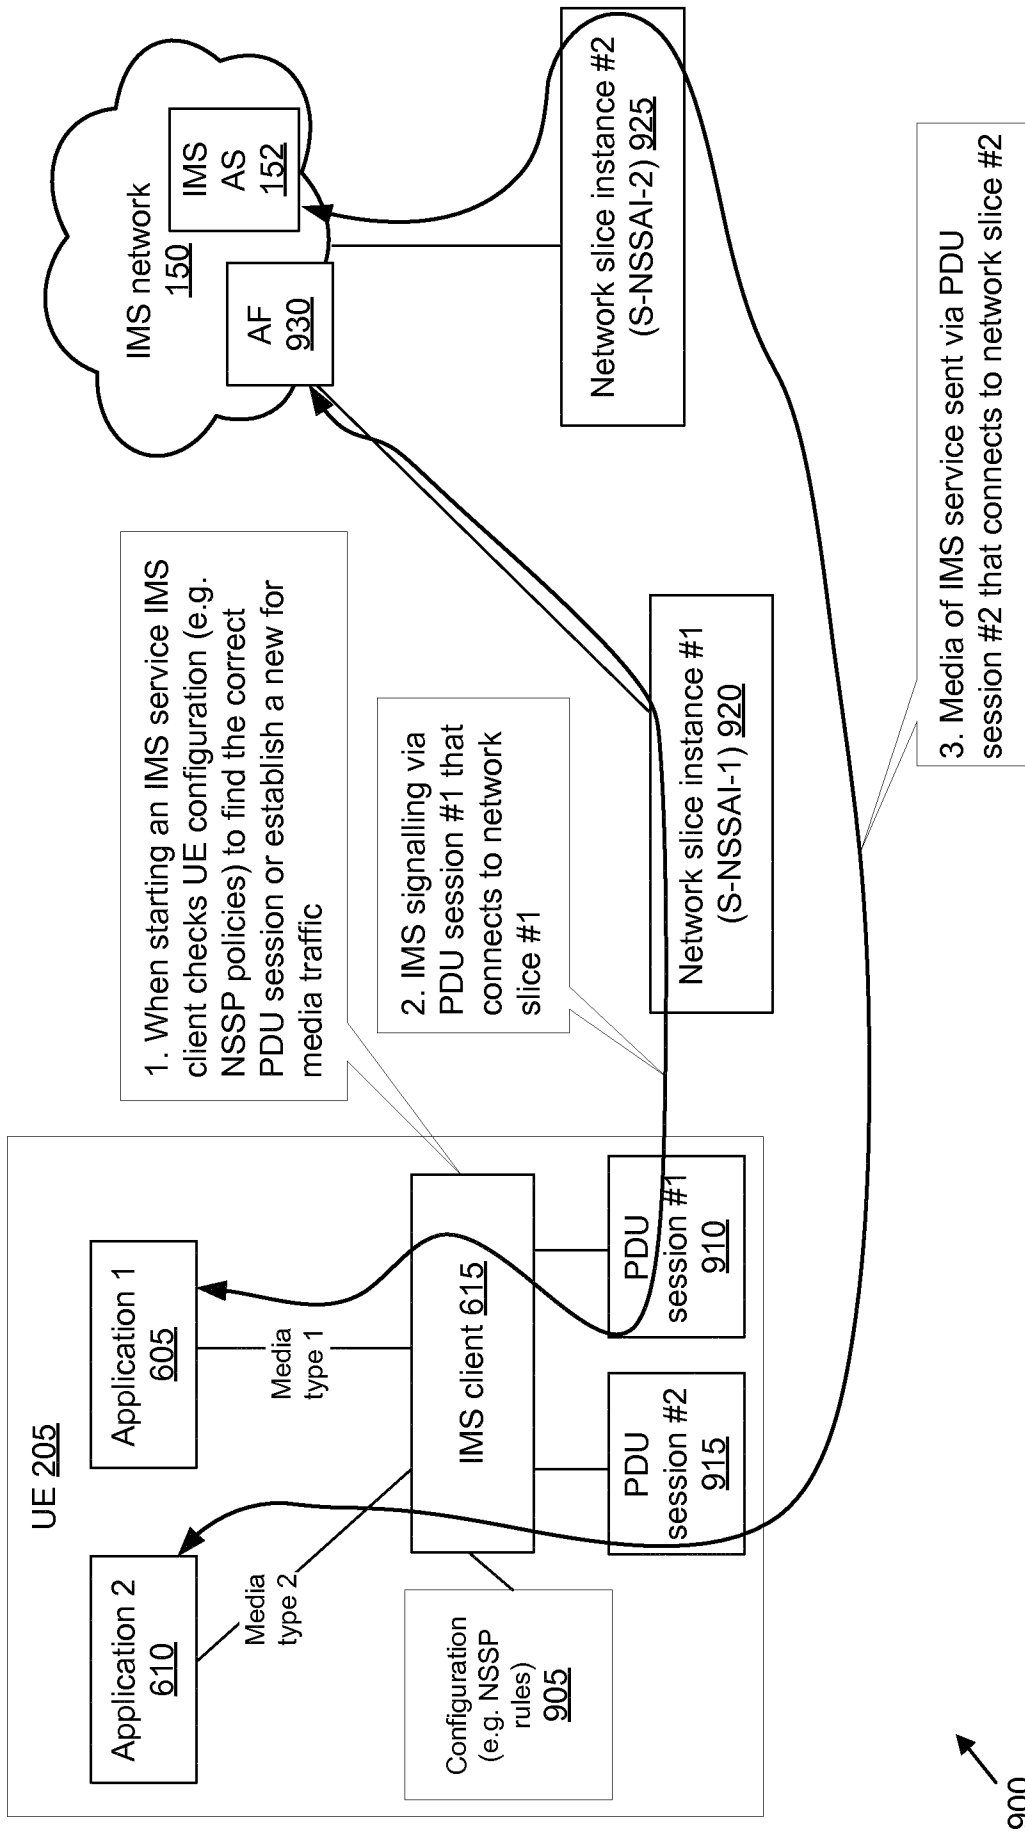 UE 205
Application 2
610
Application 1
605
Media
type 2
Media
type 1
IMS client 615
Configuration
(e.g. NSSP
rules)
905
PDU
session #2
915
PDU
session #1
910
1. When starting an IMS service IMS
client checks UE configuration (e.g.
NSSP policies) to find the correct
PDU session or establish a new for
media traffic
2. IMS signalling via
PDU session #1 that
connects to network
slice #1
Network slice instance #1
(S-NSSAI-1) 920
IMS network
150
AF
930
IMS
AS
152
Network slice instance #2
(S-NSSAI-2) 925
3. Media of IMS service sent via PDU
session #2 that connects to network slice #2
900